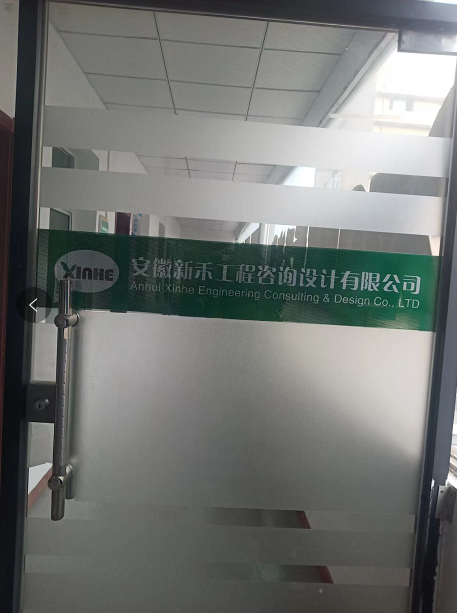 XINHE
安徽新禾工程咨询设计有限公司
Anhui Xinhe Engineering Consulting & Design Co., LTD